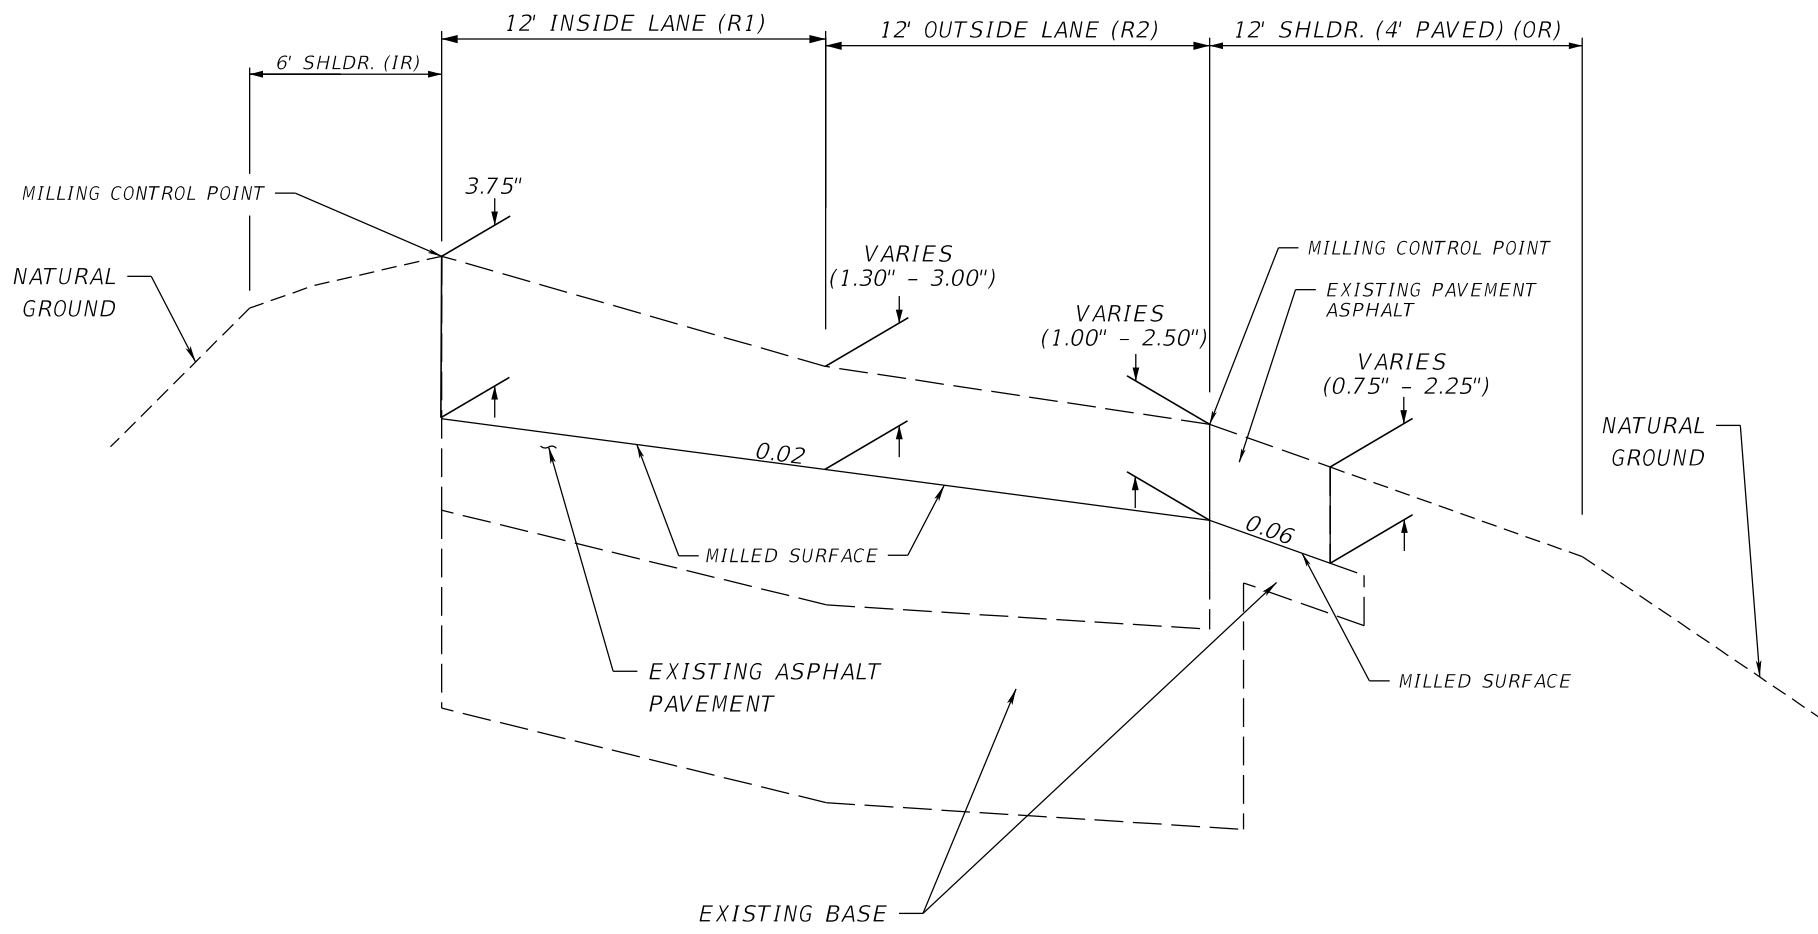 12' INSIDE LANE (R1)
12' OUTSIDE LANE (R2)
12' SHLDR. (4' PAVED) (OR)
6' SHLDR. (IR)
MILLING CONTROL POINT
3.75"
NATURAL
GROUND
VARIES
(1.30" - 3.00")
VARIES
(1.00" - 2.50")
MILLING CONTROL POINT
EXISTING PAVEMENT
ASPHALT
VARIES
(0.75" - 2.25")
NATURAL
GROUND
0.02
0.06
MILLED SURFACE
EXISTING ASPHALT
PAVEMENT
MILLED SURFACE
EXISTING BASE